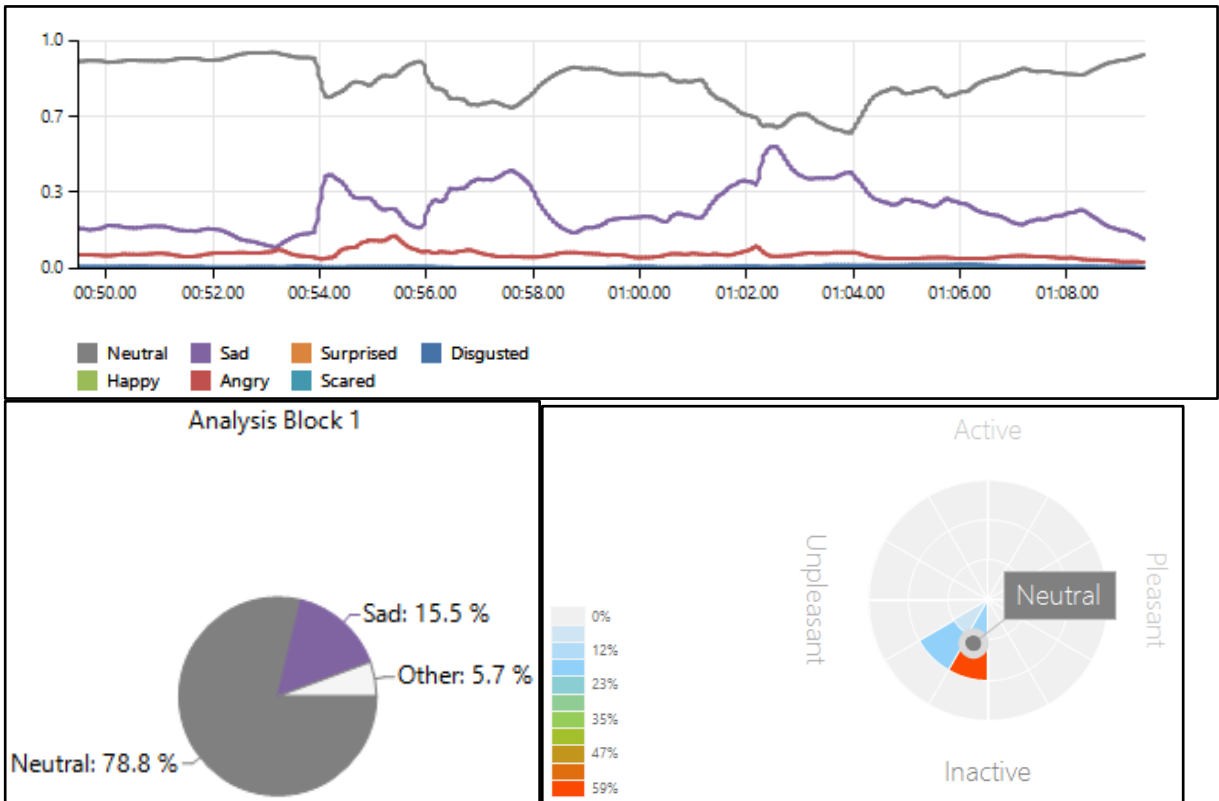 1.0
0.7
0.3
0.0
00:50.00 00:52.00 00:54.00 00:56.00 00:58.00 01:00.00 01:02.00 01:04.00 01:06.00 01:08.00
Neutral Sad Surprised Disgusted
Happy Angry Scared
Analysis Block 1
Sad: 15.5 %
Other: 5.7 %
Neutral: 78.8 %
Active
Unpleasant
Pleasant
Neutral
Inactive
0%
12%
23%
35%
47%
59%